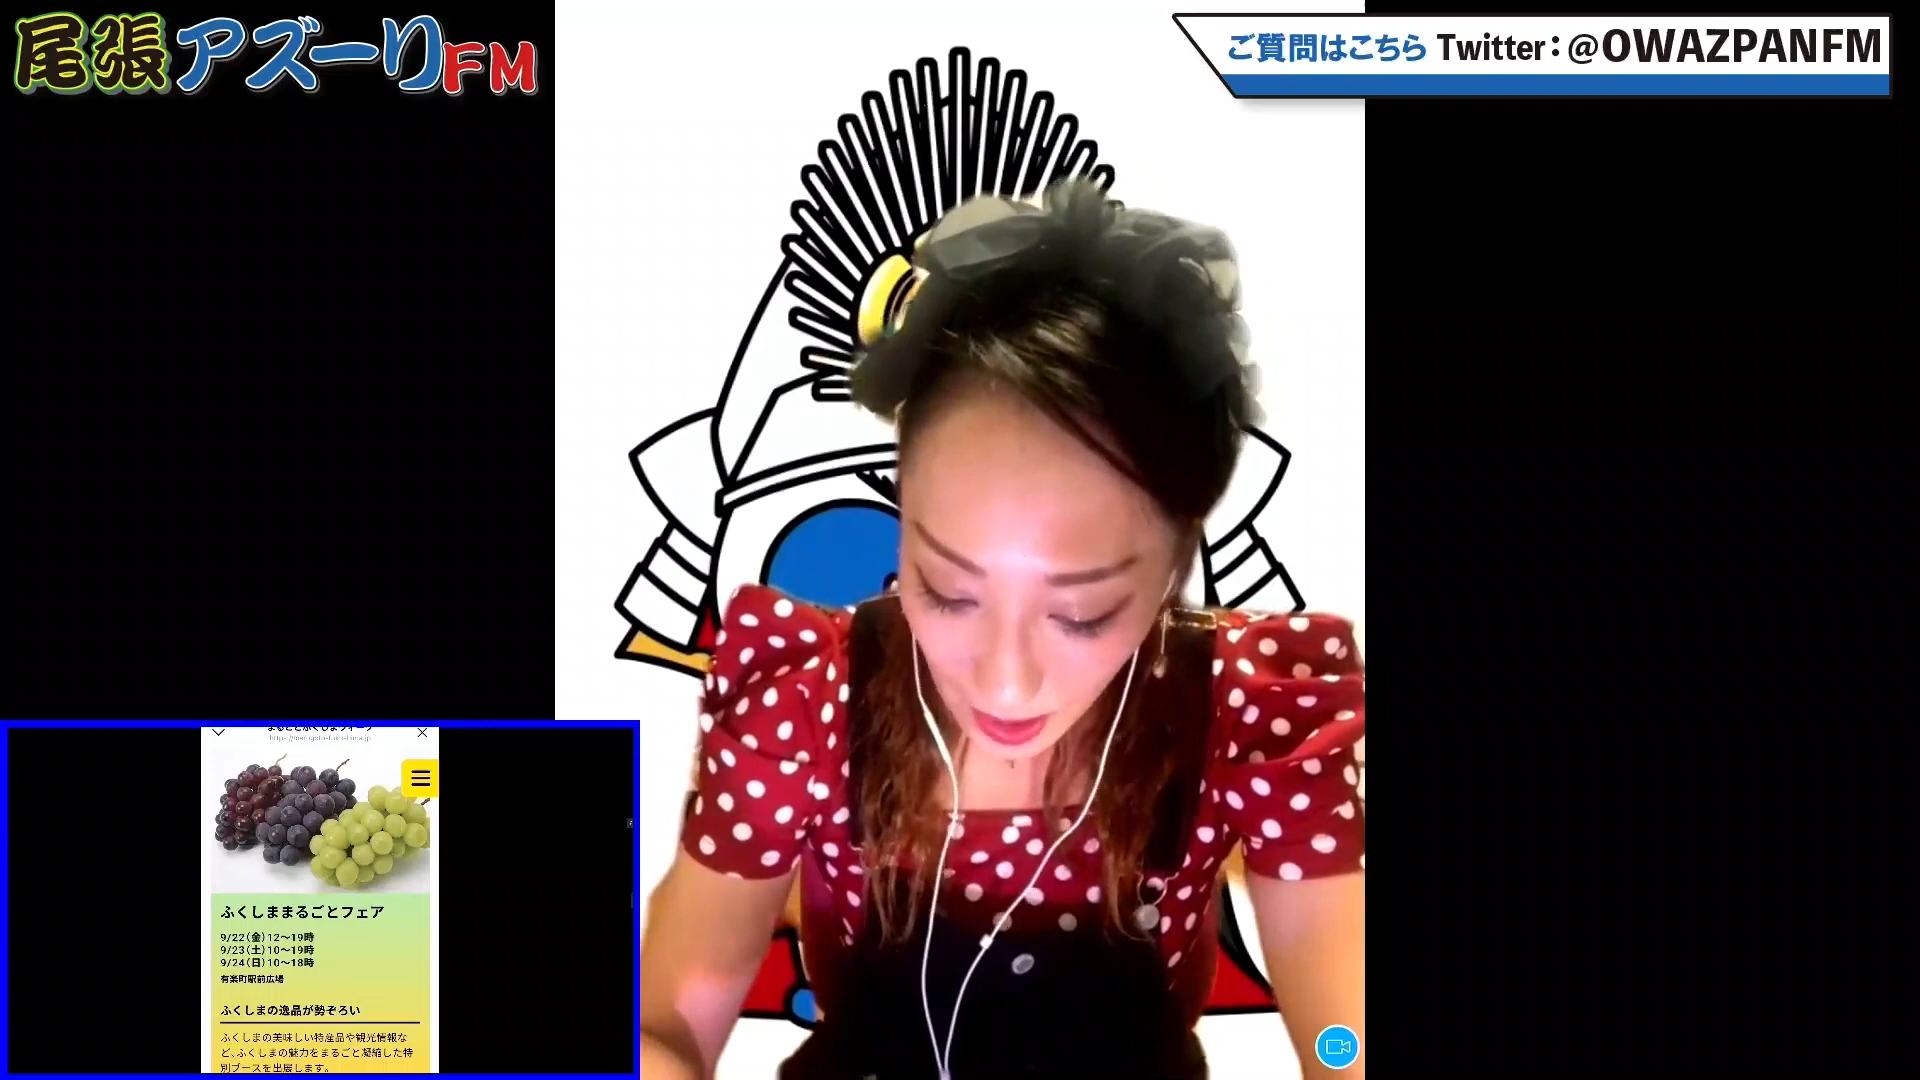 尾張アズーリFM
ご質問はこちら Twitter：@OWAZPANFM
ふくしままるごとフェア
9/22(金)12〜19時
9/23(土)10〜19時
9/24(日)10〜18時
有楽町駅前広場
ふくしまの逸品が勢ぞろい
ふくしまの美味しい特産品や観光情報な
ど、ふくしまの魅力をまるごと凝縮した特
別ブースを出展します。